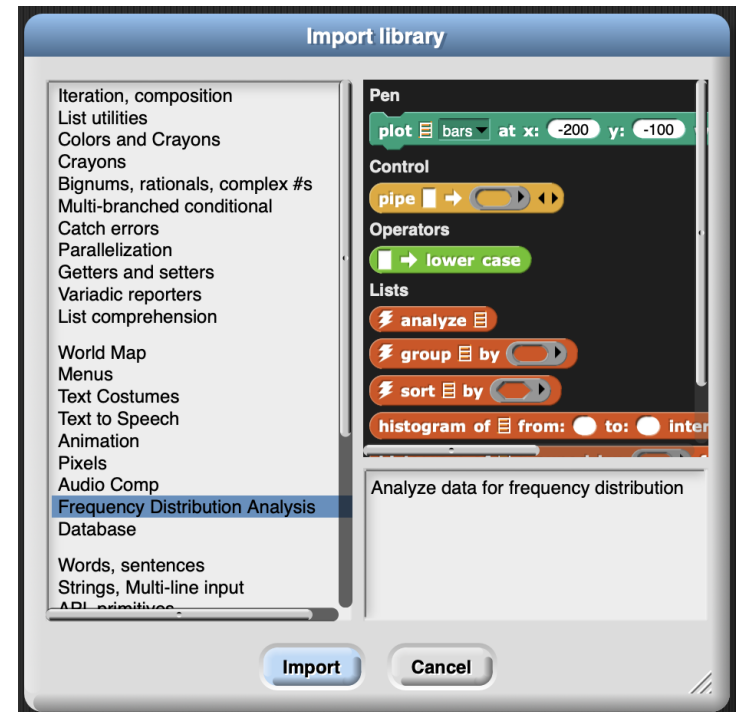 Import library
Iteration, composition
List utilities
Colors and Crayons
Crayons
Bignums, rationals, complex #s
Multi-branched conditional
Catch errors
Parallelization
Getters and setters
Variadic reporters
List comprehension
World Map
Menus
Text Costumes
Text to Speech
Animation
Pixels
Audio Comp
Frequency Distribution Analysis
Database
Words, sentences
Strings, Multi-line input
APL primitives
Pen
plot bars at x: -200 y: -100
Control
pipe
Operators
lower case
Lists
analyze
group by
sort by
histogram of from: to: inter
Analyze data for frequency distribution
Import
Cancel